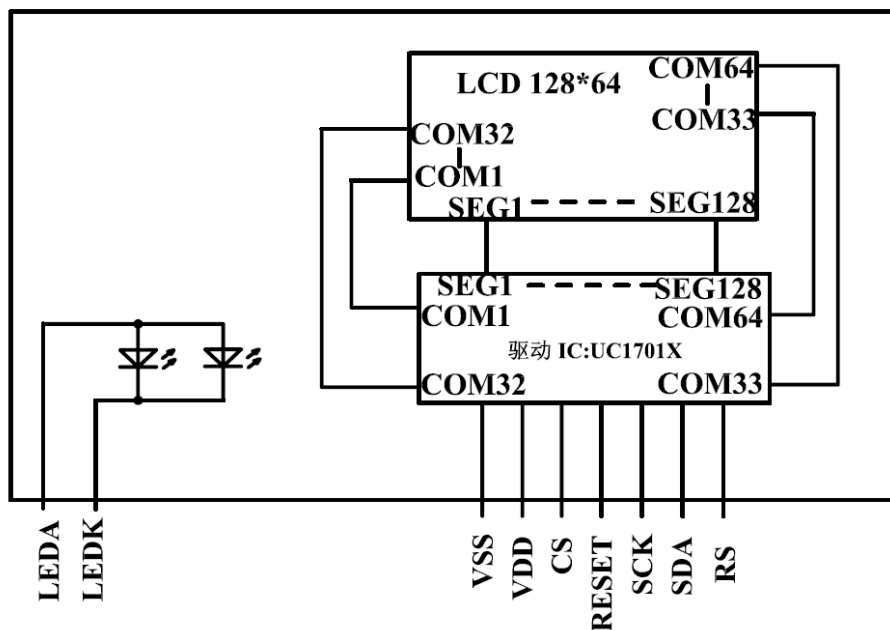 LCD 128*64
COM64
COM33
COM32
COM1
SEG1
SEG128
SEG1
SEG128
COM1
COM64
驱动 IC:UC1701X
COM32
COM33
LEDA
LEDK
VSS
VDD
CS
RESET
SCK
SDA
RS